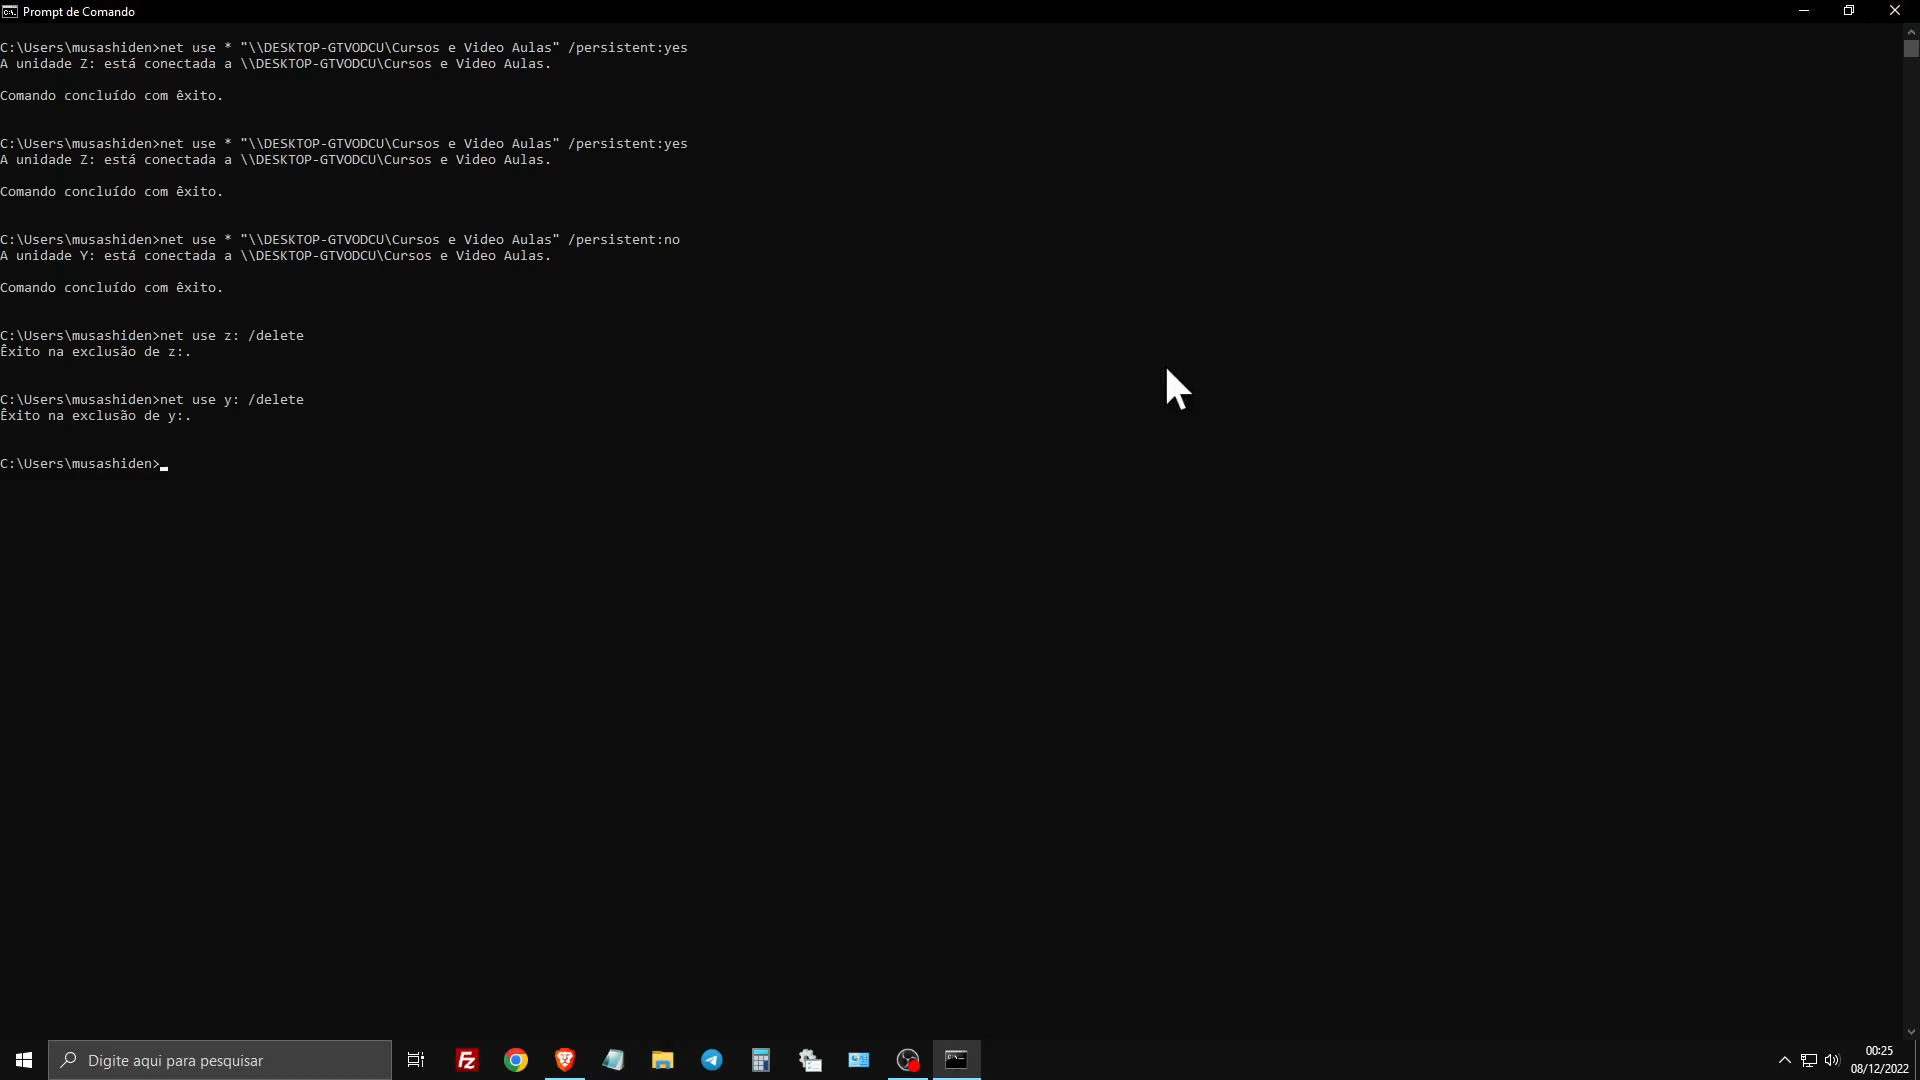 Prompt de Comando
C:\Users\musashiden>net use * "\\DESKTOP-GTVODCU\Cursos e Video Aulas" /persistent:yes
A unidade Z: está conectada a \\DESKTOP-GTVODCU\Cursos e Video Aulas.
Comando concluído com êxito.
C:\Users\musashiden>net use * "\\DESKTOP-GTVODCU\Cursos e Video Aulas" /persistent:yes
A unidade Z: está conectada a \\DESKTOP-GTVODCU\Cursos e Video Aulas.
Comando concluído com êxito.
C:\Users\musashiden>net use * "\\DESKTOP-GTVODCU\Cursos e Video Aulas" /persistent:no
A unidade Y: está conectada a \\DESKTOP-GTVODCU\Cursos e Video Aulas.
Comando concluído com êxito.
C:\Users\musashiden>net use z: /delete
Êxito na exclusão de z:.
C:\Users\musashiden>net use y: /delete
Êxito na exclusão de y:.
C:\Users\musashiden>
Digite aqui para pesquisar
00:25
08/12/2022